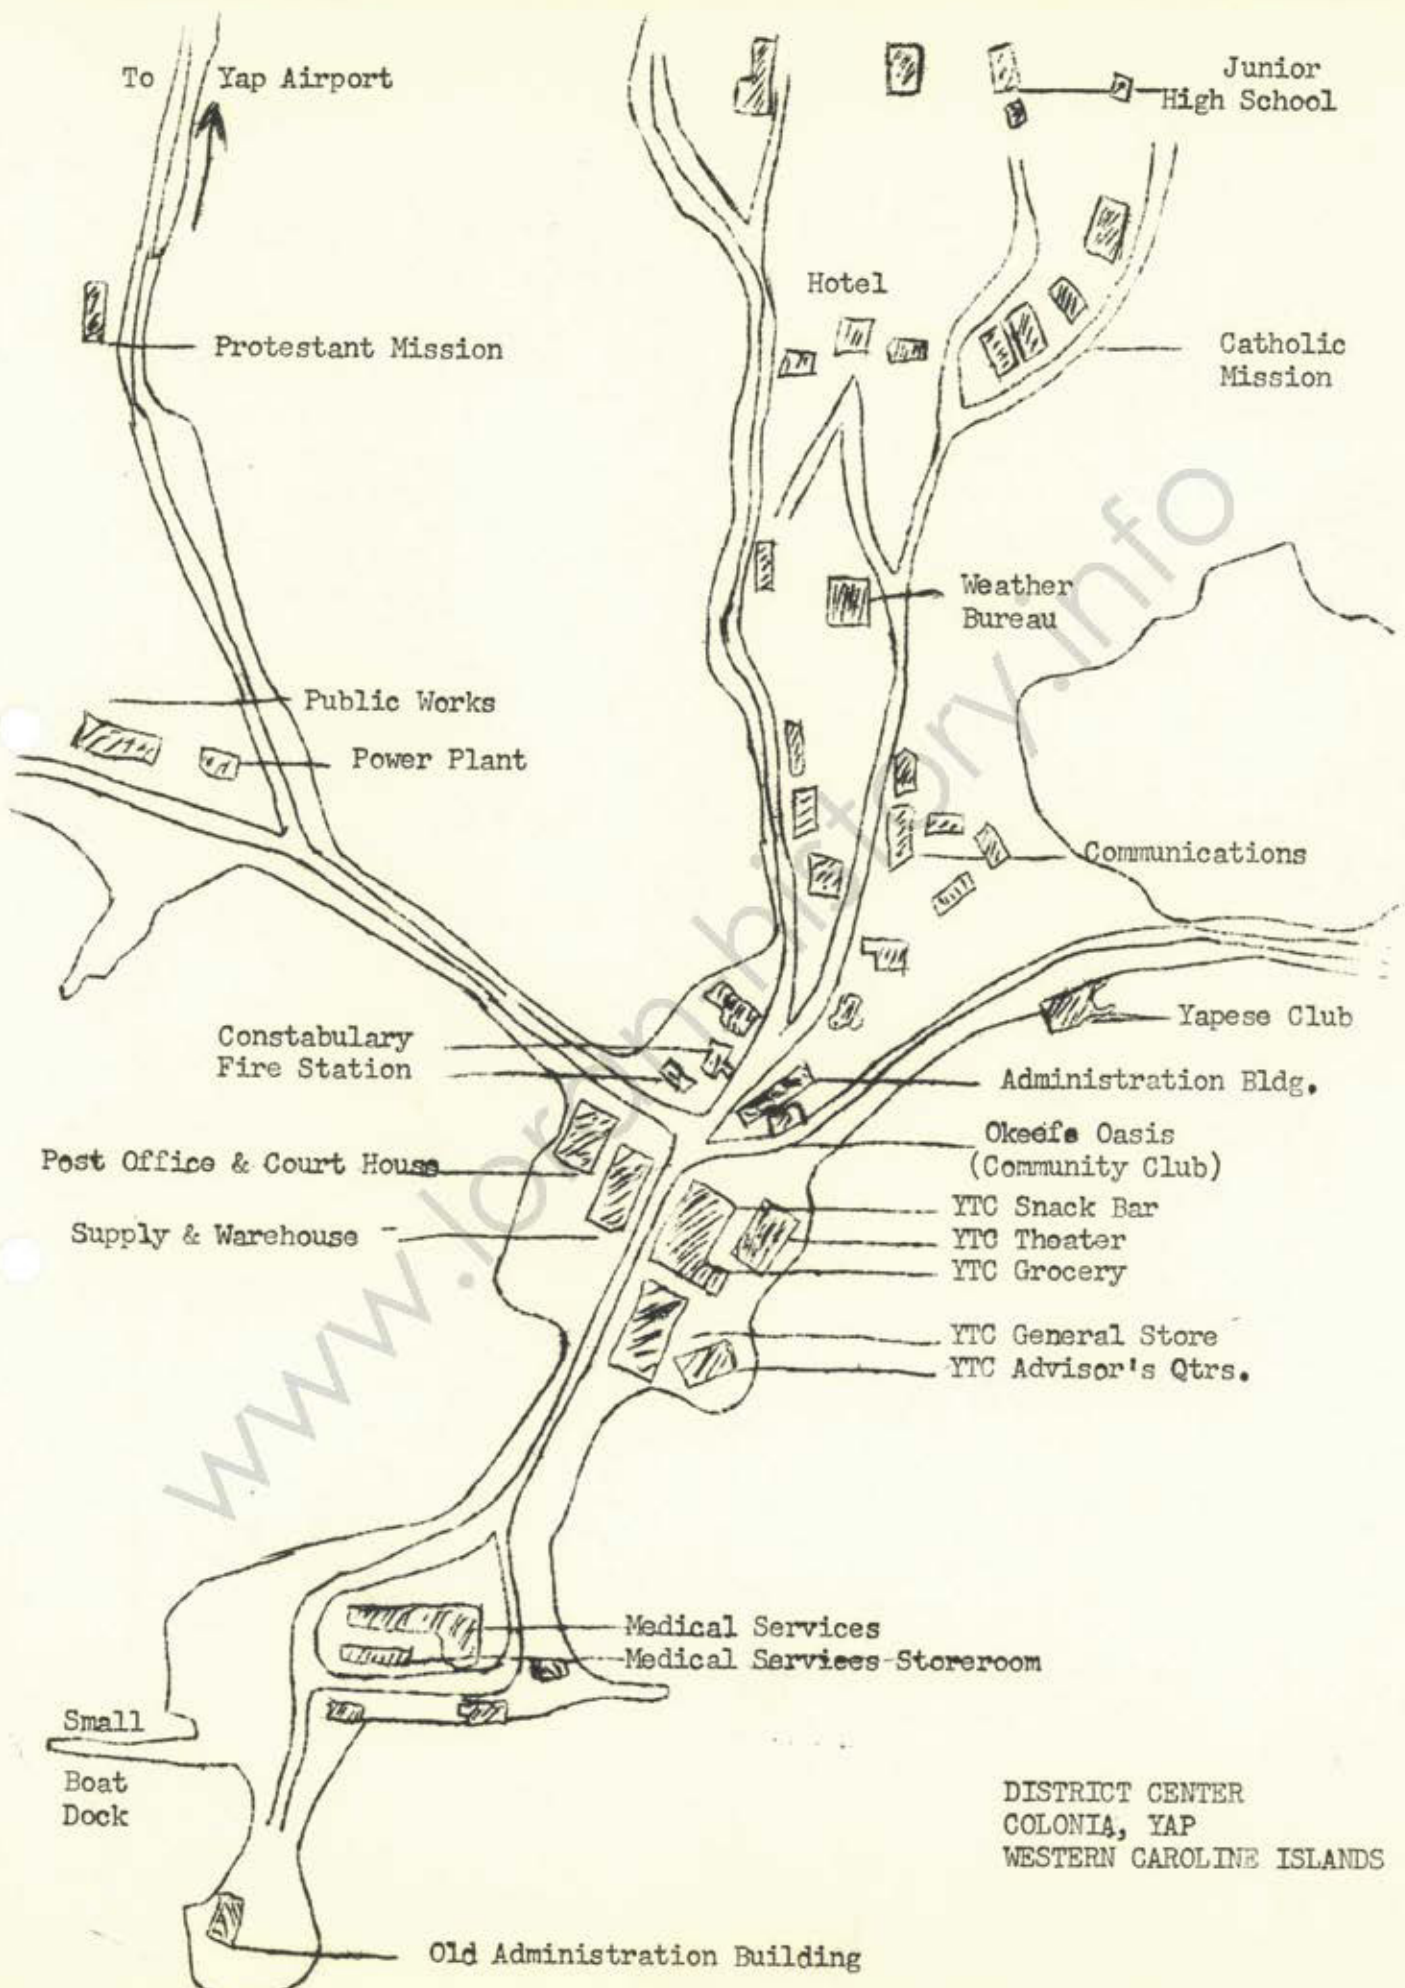 To Yap Airport
Junior
High School
Hotel
Protestant Mission
Catholic
Mission
Weather
Bureau
Public Works
Power Plant
Communications
Yapese Club
Constabulary
Fire Station
Administration Bldg.
Okeefe Oasis
(Community Club)
Post Office & Court House
YTC Snack Bar
Supply & Warehouse
YTC Theater
YTC Grocery
YTC General Store
YTC Advisor's Qtrs.
Medical Services
Medical Services Storeroom
Small
Boat
Dock
DISTRICT CENTER
COLONIA, YAP
WESTERN CAROLINE ISLANDS
Old Administration Building
www.loranhistory.info